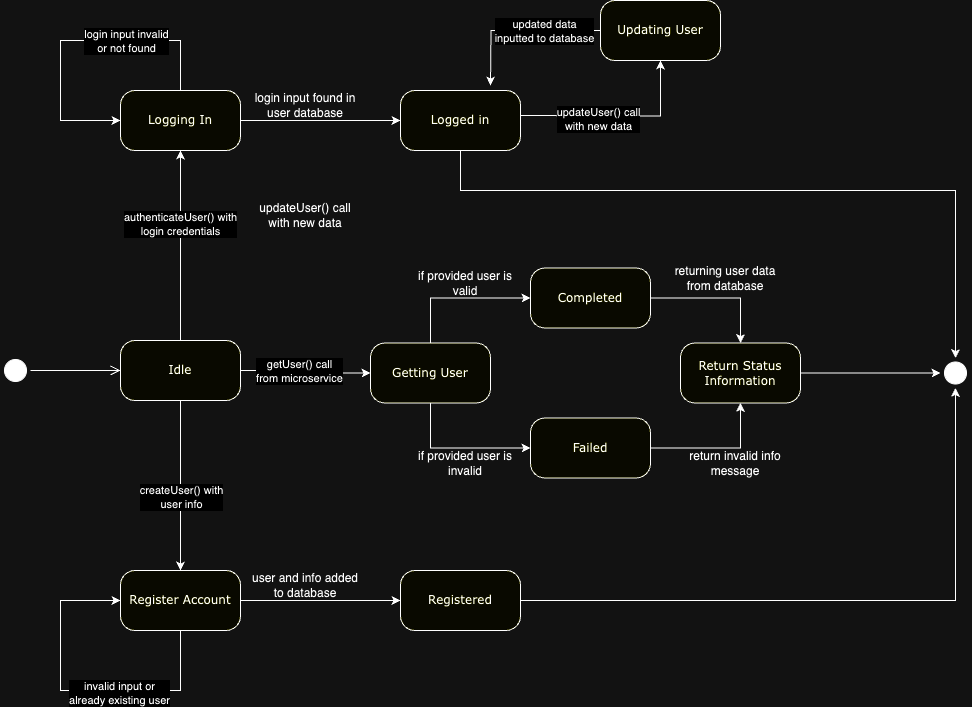 updated data
inputted to database
Updating User
login input invalid
or not found
login input found in
user database
Logging In
Logged in
updateUser() call
with new data
authenticateUser() with
login credentials
updateUser() call
with new data
if provided user is
valid
Completed
returning user data
from database
Idle
getUser() call
from microservice
Getting User
Return Status
Information
if provided user is
invalid
Failed
return invalid info
message
createUser() with
user info
Register Account
user and info added
to database
Registered
invalid input or
already existing user